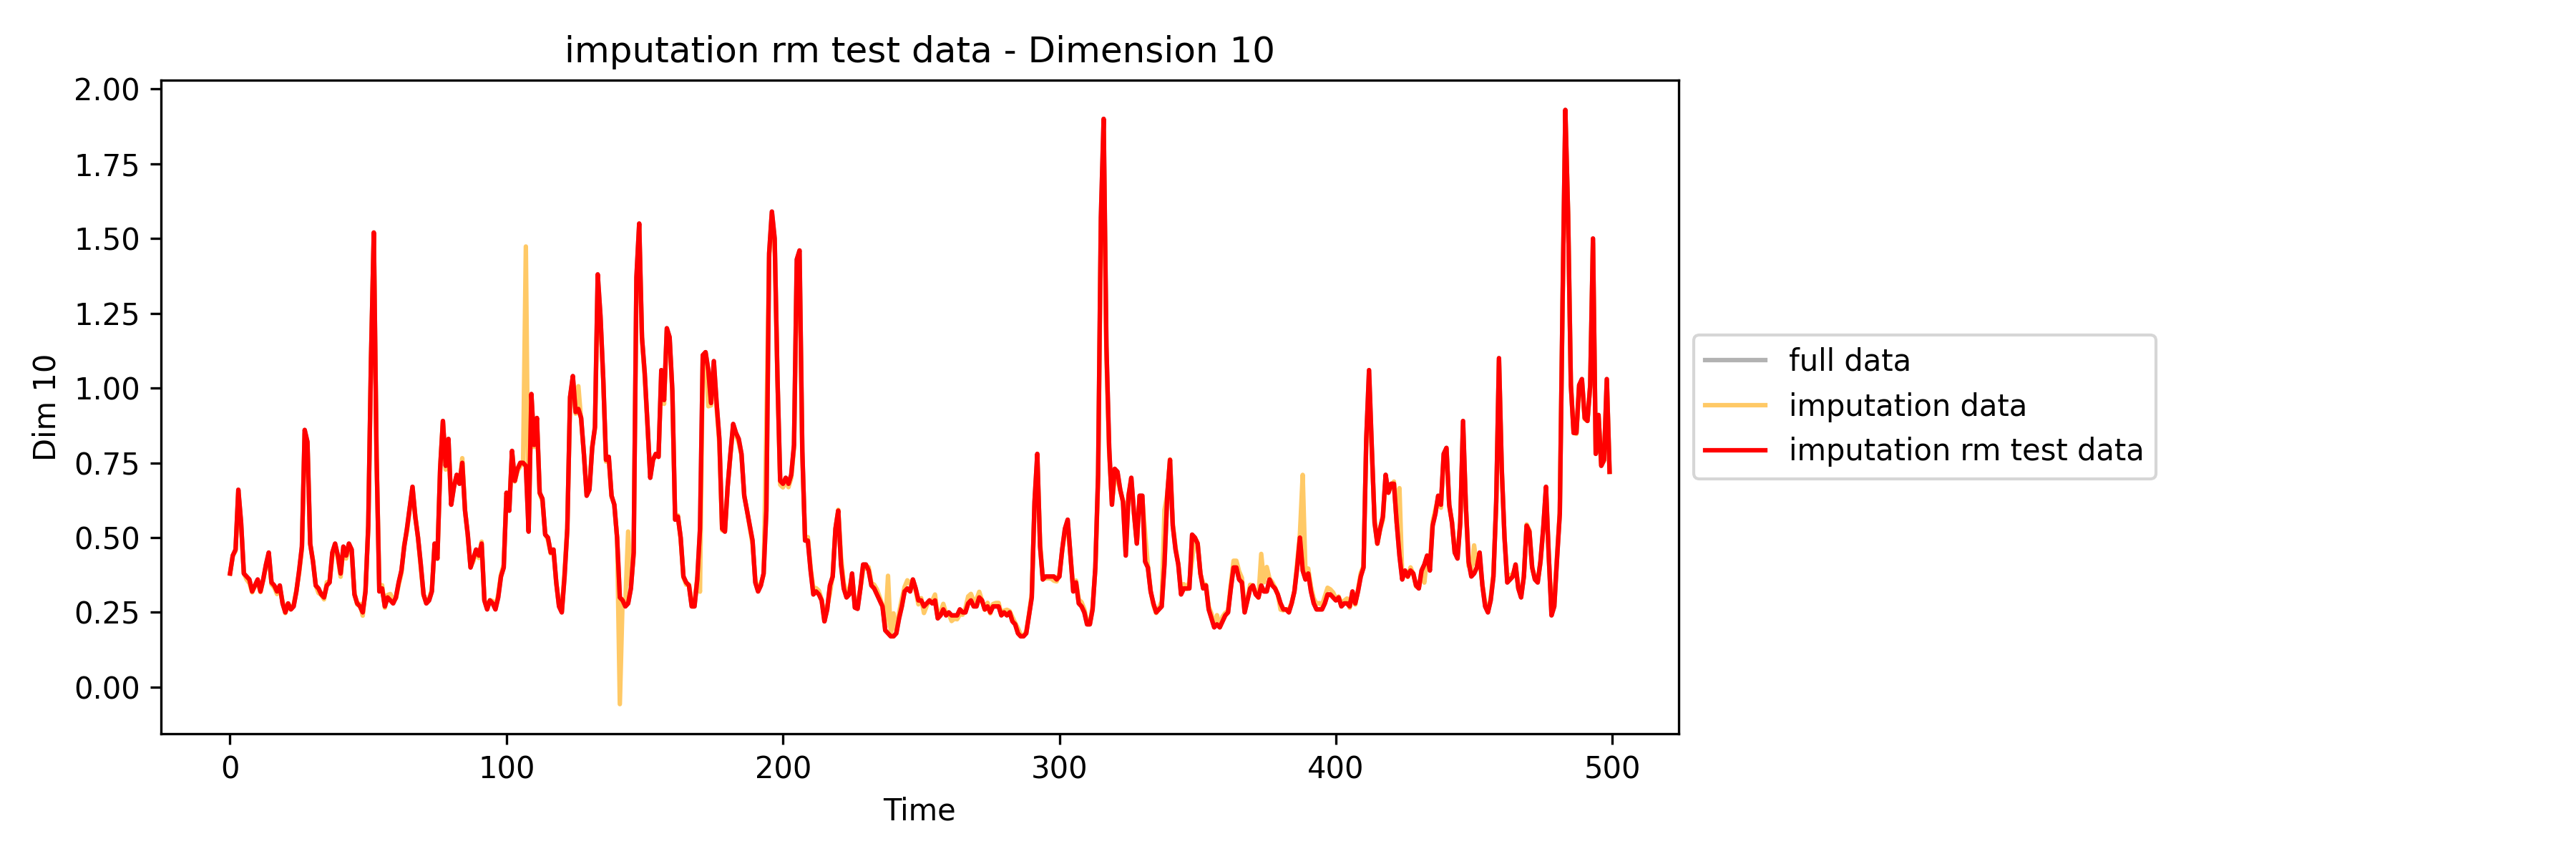 imputation rm test data - Dimension 10
2.00
1.75
1.50
1.25
1.00
0.75
0.50
0.25
0.00
Dim 10
0 100 200 300 400 500
Time
full data
imputation data
imputation rm test data